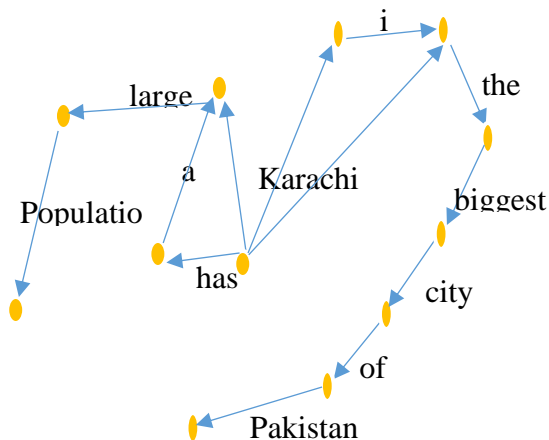 i
the
large
a
Karachi
Populatio
biggest
has
city
of
Pakistan